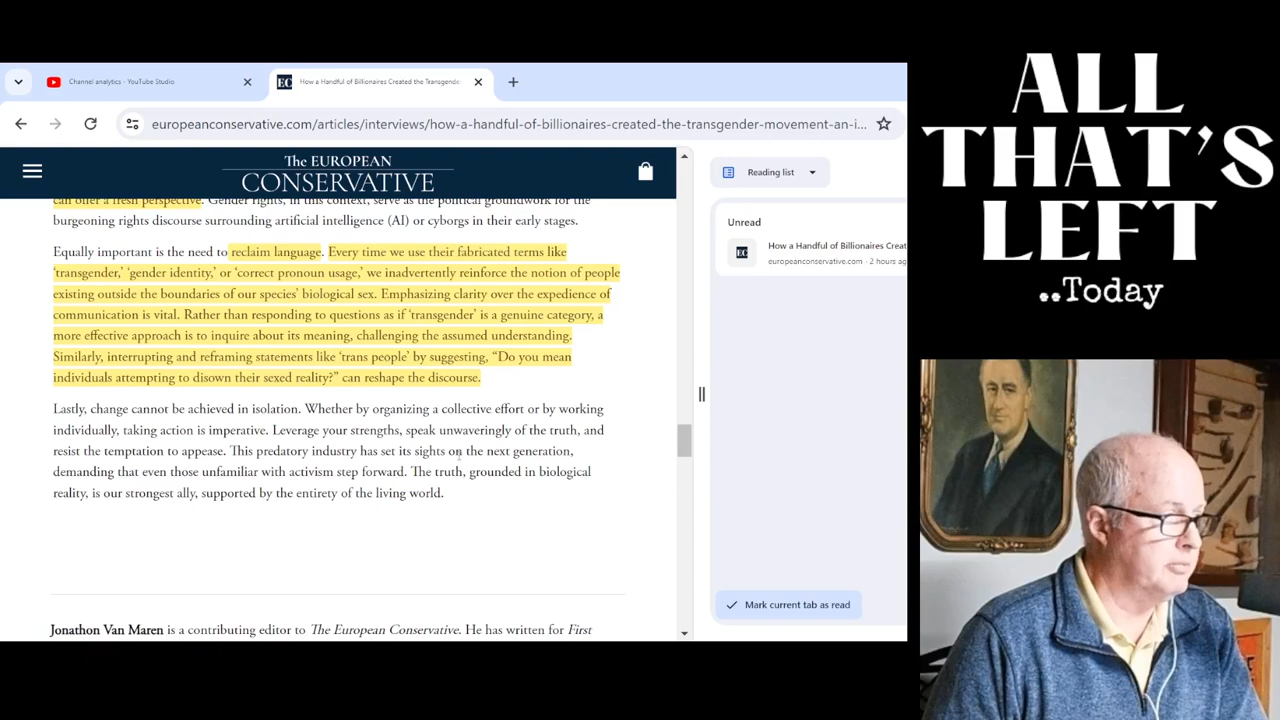 Channel analytics - YouTube Studio
EC
How a Handful of Billionaires Created the Transgende
europeanconservative.com/articles/interviews/how-a-handful-of-billionaires-created-the-transgender-movement-an-i...
The EUROPEAN
CONSERVATIVE
can offer a fresh perspective. Gender rights, in this context, serve as the political groundwork for the
burgeoning rights discourse surrounding artificial intelligence (AI) or cyborgs in their early stages.
Equally important is the need to reclaim language. Every time we use their fabricated terms like
‘transgender,’ ‘gender identity,’ or ‘correct pronoun usage,’ we inadvertently reinforce the notion of people
existing outside the boundaries of our species’ biological sex. Emphasizing clarity over the expedience of
communication is vital. Rather than responding to questions as if ‘transgender’ is a genuine category, a
more effective approach is to inquire about its meaning, challenging the assumed understanding.
Similarly, interrupting and reframing statements like ‘trans people’ by suggesting, “Do you mean
individuals attempting to disown their sexed reality?” can reshape the discourse.
Lastly, change cannot be achieved in isolation. Whether by organizing a collective effort or by working
individually, taking action is imperative. Leverage your strengths, speak unwaveringly of the truth, and
resist the temptation to appease. This predatory industry has set its sights on the next generation,
demanding that even those unfamiliar with activism step forward. The truth, grounded in biological
reality, is our strongest ally, supported by the entirety of the living world.
Jonathon Van Maren is a contributing editor to The European Conservative. He has written for First
Reading list
Unread
EC
How a Handful of Billionaires Creat
europeanconservative.com · 2 hours ag
Mark current tab as read
ALL
THAT’S
LEFT
..Today